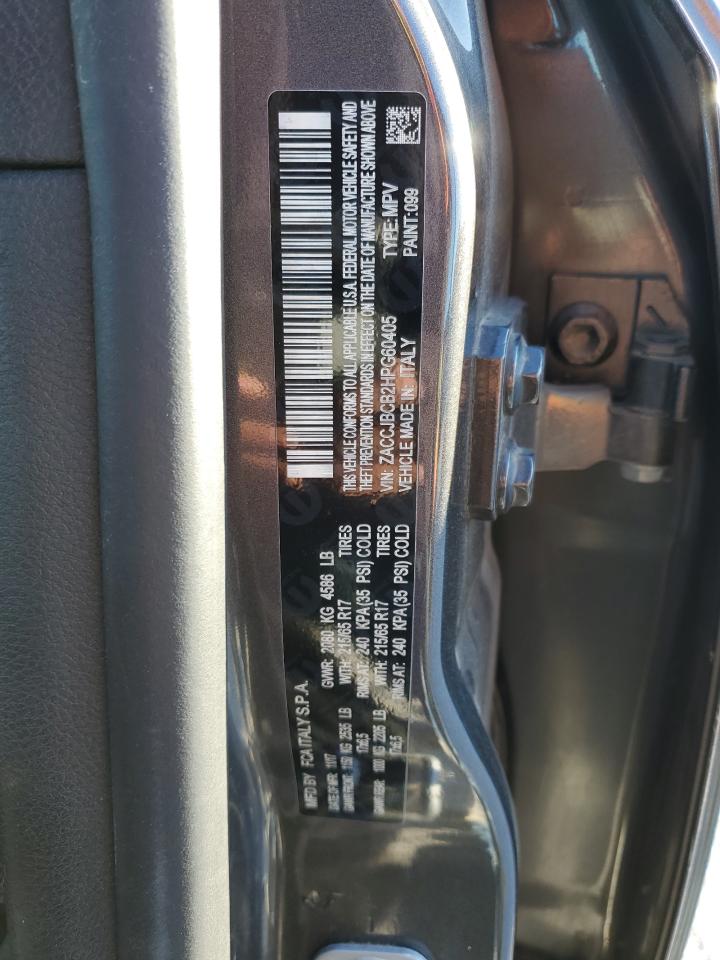 MFD BY FCA ITALY S.P.A.
DATE OF MFR: 11/17 GVWR: 2080 KG 4586 LB
GAWR FRONT: 1150 KG 2535 LB WITH: 215/65 R17 TIRES
17x6,5 RIMS AT: 240 KPA(35 PSI) COLD
GAWR REAR: 1000 KG 2205 LB WITH: 215/65 R17 TIRES
17x6,5 RIMS AT: 240 KPA(35 PSI) COLD
THIS VEHICLE CONFORMS TO ALL APPLICABLE U.S.A. FEDERAL MOTOR VEHICLE SAFETY AND
THEFT PREVENTION STANDARDS IN EFFECT ON THE DATE OF MANUFACTURE SHOWN ABOVE
VIN: ZACCJBCB2HPG60405 TYPE:MPV
VEHICLE MADE IN: ITALY PAINT:099